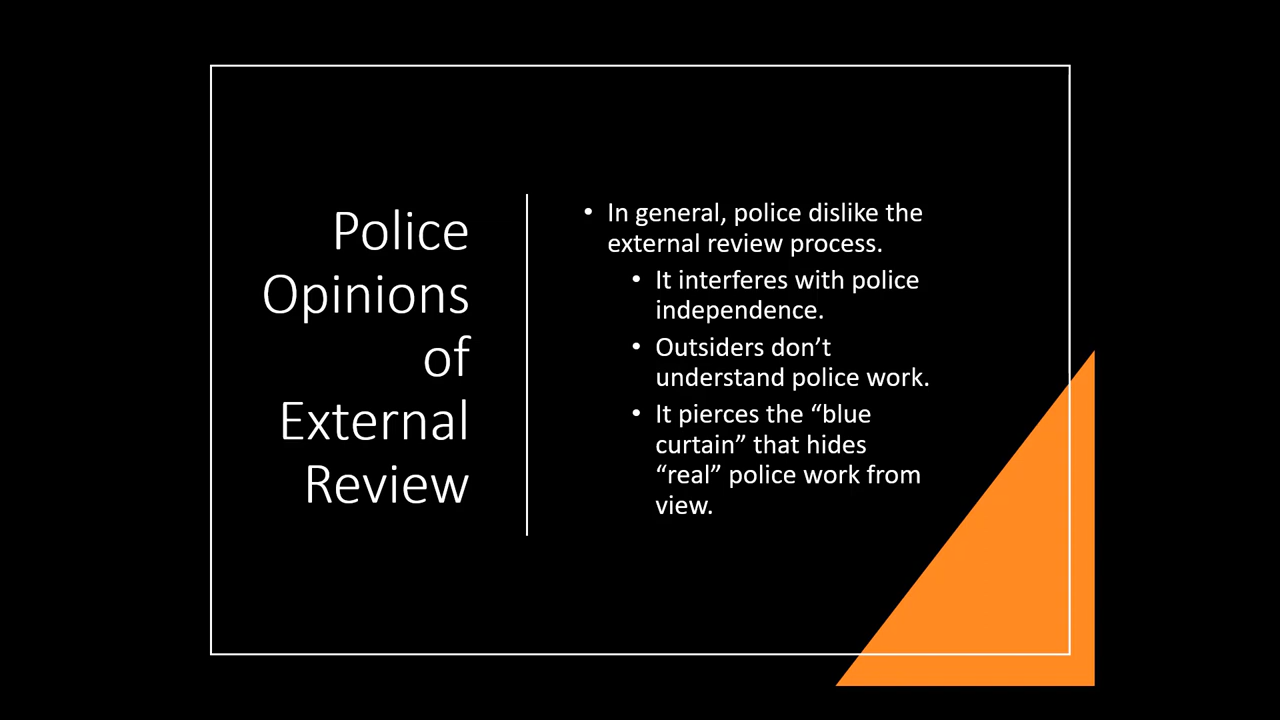 Police
Opinions
of
External
Review
• In general, police dislike the
external review process.
• It interferes with police
independence.
• Outsiders don’t
understand police work.
• It pierces the “blue
curtain” that hides
“real” police work from
view.